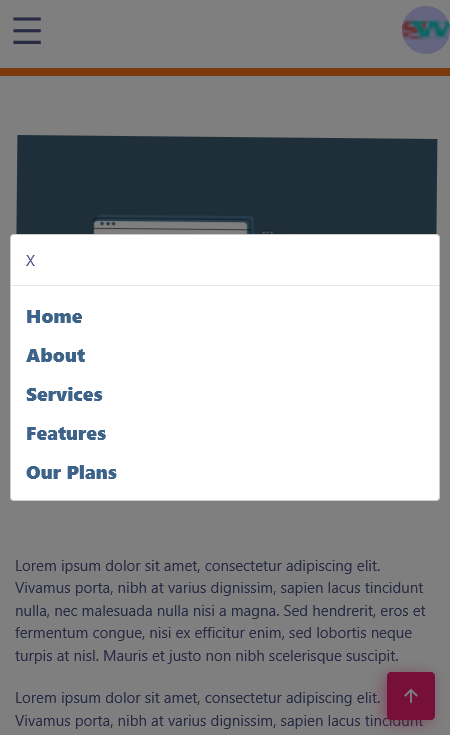 SW
X
Home
About
Services
Features
Our Plans
Lorem ipsum dolor sit amet, consectetur adipiscing elit.
Vivamus porta, nibh at varius dignissim, sapien lacus tincidunt
nulla, nec malesuada nulla nisi a magna. Sed hendrerit, eros et
fermentum congue, nisi ex efficitur enim, sed lobortis neque
turpis at nisl. Mauris et justo non nibh scelerisque suscipit.
Lorem ipsum dolor sit amet, consectetur adipiscing elit.
Vivamus porta, nibh at varius dignissim, sapien lacus tincidunt